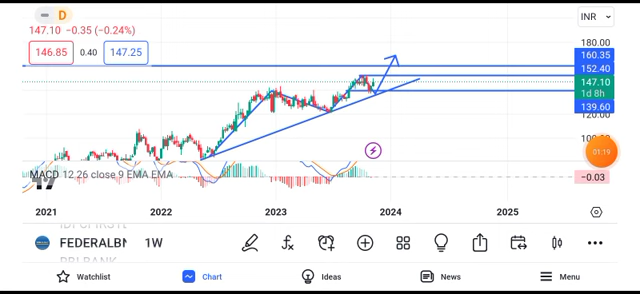 D
INR
147.10 −0.35 (−0.24%)
146.85 0.40 147.25
180.00
160.35
152.40
147.10
1d 8h
139.60
120.00
01:19
MACD 12 26 close 9 EMA EMA
−0.03
2021 2022 2023 2024 2025
FEDERALBN 1W
Watchlist Chart Ideas News Menu